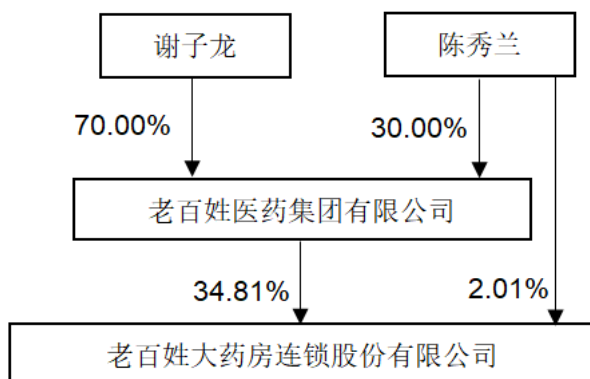 谢子龙
陈秀兰
70.00%
30.00%
老百姓医药集团有限公司
34.81%
2.01%
老百姓大药房连锁股份有限公司